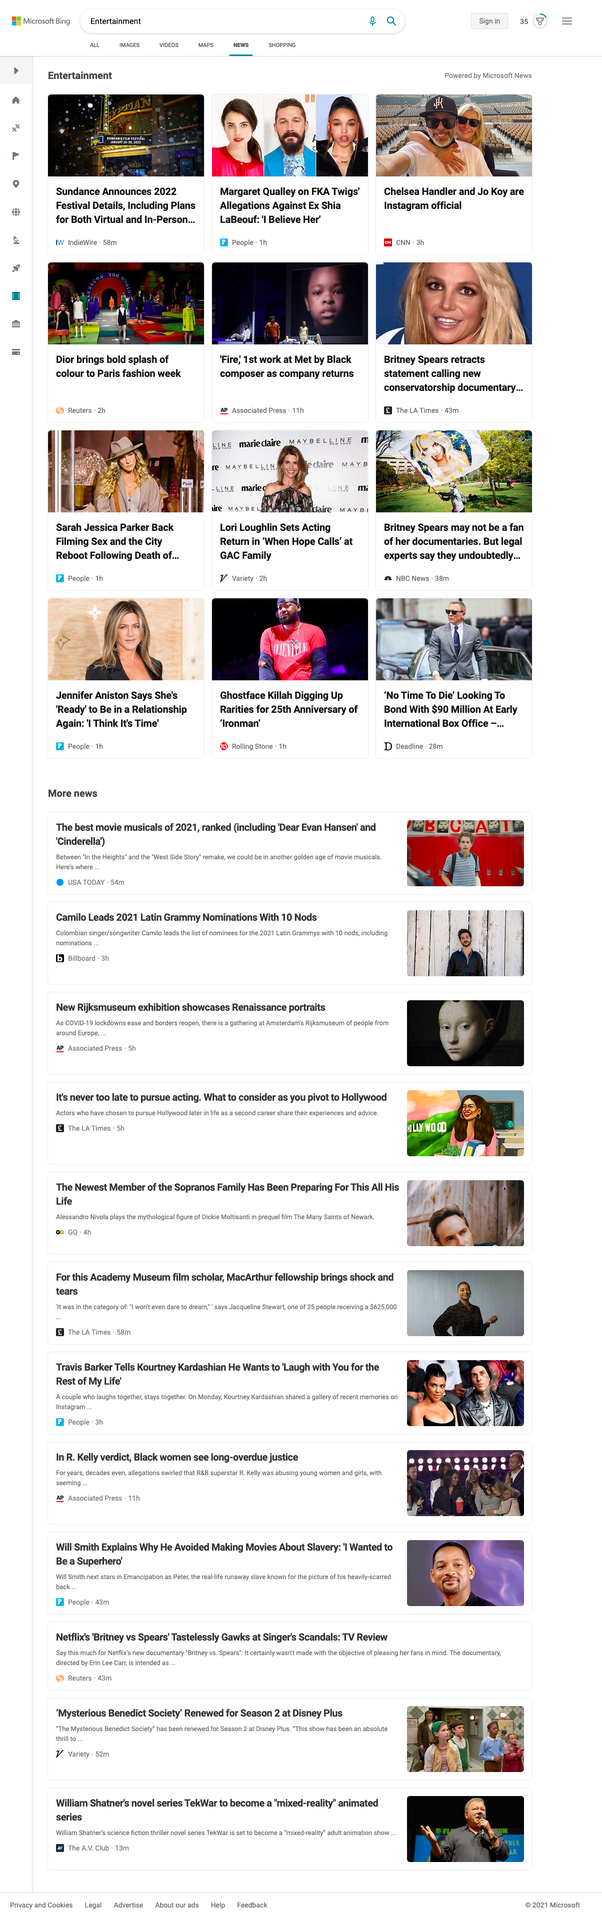 Microsoft Bing
Entertainment
Sign in
35
ALL IMAGES VIDEOS MAPS NEWS SHOPPING
Entertainment
Powered by Microsoft News
Sundance Announces 2022
Festival Details, Including Plans
for Both Virtual and In-Person...
IndieWire · 58m
Margaret Qualley on FKA Twigs'
Allegations Against Ex Shia
LaBeouf: 'I Believe Her'
People · 1h
Chelsea Handler and Jo Koy are
Instagram official
CNN · 3h
Dior brings bold splash of
colour to Paris fashion week
Reuters · 2h
'Fire,' 1st work at Met by Black
composer as company returns
Associated Press · 11h
Britney Spears retracts
statement calling new
conservatorship documentary...
The LA Times · 43m
Push
Sarah Jessica Parker Back
Filming Sex and the City
Reboot Following Death of...
People · 1h
marie claire MAYBELLINE
Lori Loughlin Sets Acting
Return in ‘When Hope Calls’ at
GAC Family
Variety · 2h
Britney Spears may not be a fan
of her documentaries. But legal
experts say they undoubtedly...
NBC News · 38m
Jennifer Aniston Says She's
'Ready' to Be in a Relationship
Again: 'I Think It's Time'
People · 1h
Ghostface Killah Digging Up
Rarities for 25th Anniversary of
‘Ironman’
Rolling Stone · 1h
‘No Time To Die’ Looking To
Bond With $90 Million At Early
International Box Office –...
Deadline · 28m
More news
The best movie musicals of 2021, ranked (including 'Dear Evan Hansen' and
'Cinderella')
Between "In the Heights" and the "West Side Story" remake, we could be in another golden age of movie musicals.
Here's where ...
USA TODAY · 54m
Camilo Leads 2021 Latin Grammy Nominations With 10 Nods
Colombian singer/songwriter Camilo leads the list of nominees for the 2021 Latin Grammys with 10 nods, including
nominations ...
Billboard · 3h
New Rijksmuseum exhibition showcases Renaissance portraits
As COVID-19 lockdowns ease and borders reopen, there is a gathering at Amsterdam's Rijksmuseum of people from
around Europe, ...
Associated Press · 5h
It's never too late to pursue acting. What to consider as you pivot to Hollywood
Actors who have chosen to pursue Hollywood later in life as a second career share their experiences and advice.
The LA Times · 5h
The Newest Member of the Sopranos Family Has Been Preparing For This All His
Life
Alessandro Nivola plays the mythological figure of Dickie Moltisanti in prequel film The Many Saints of Newark.
GQ · 4h
For this Academy Museum film scholar, MacArthur fellowship brings shock and
tears
'It was in the category of: "I won't even dare to dream," ' says Jacqueline Stewart, one of 25 people receiving a $625,000
...
The LA Times · 58m
Travis Barker Tells Kourtney Kardashian He Wants to 'Laugh with You for the
Rest of My Life'
A couple who laughs together, stays together. On Monday, Kourtney Kardashian shared a gallery of recent memories on
Instagram ...
People · 3h
In R. Kelly verdict, Black women see long-overdue justice
For years, decades even, allegations swirled that R&B superstar R. Kelly was abusing young women and girls, with
seeming ...
Associated Press · 11h
Will Smith Explains Why He Avoided Making Movies About Slavery: 'I Wanted to
Be a Superhero'
Will Smith next stars in Emancipation as Peter, the real-life runaway slave known for the picture of his heavily-scarred
back ...
People · 43m
Netflix's 'Britney vs Spears' Tastelessly Gawks at Singer's Scandals: TV Review
Say this much for Netflix's new documentary "Britney vs. Spears": It certainly wasn't made with the objective of pleasing her fans in mind. The documentary,
directed by Erin Lee Carr, is intended as ...
Reuters · 43m
‘Mysterious Benedict Society’ Renewed for Season 2 at Disney Plus
“The Mysterious Benedict Society” has been renewed for Season 2 at Disney Plus. “This show has been an absolute
thrill to ...
Variety · 52m
William Shatner's novel series TekWar to become a "mixed-reality" animated
series
William Shatner's science fiction thriller novel series TekWar is set to become a "mixed-reality" adult animation show ...
The A.V. Club · 13m
Privacy and Cookies Legal Advertise About our ads Help Feedback
© 2021 Microsoft